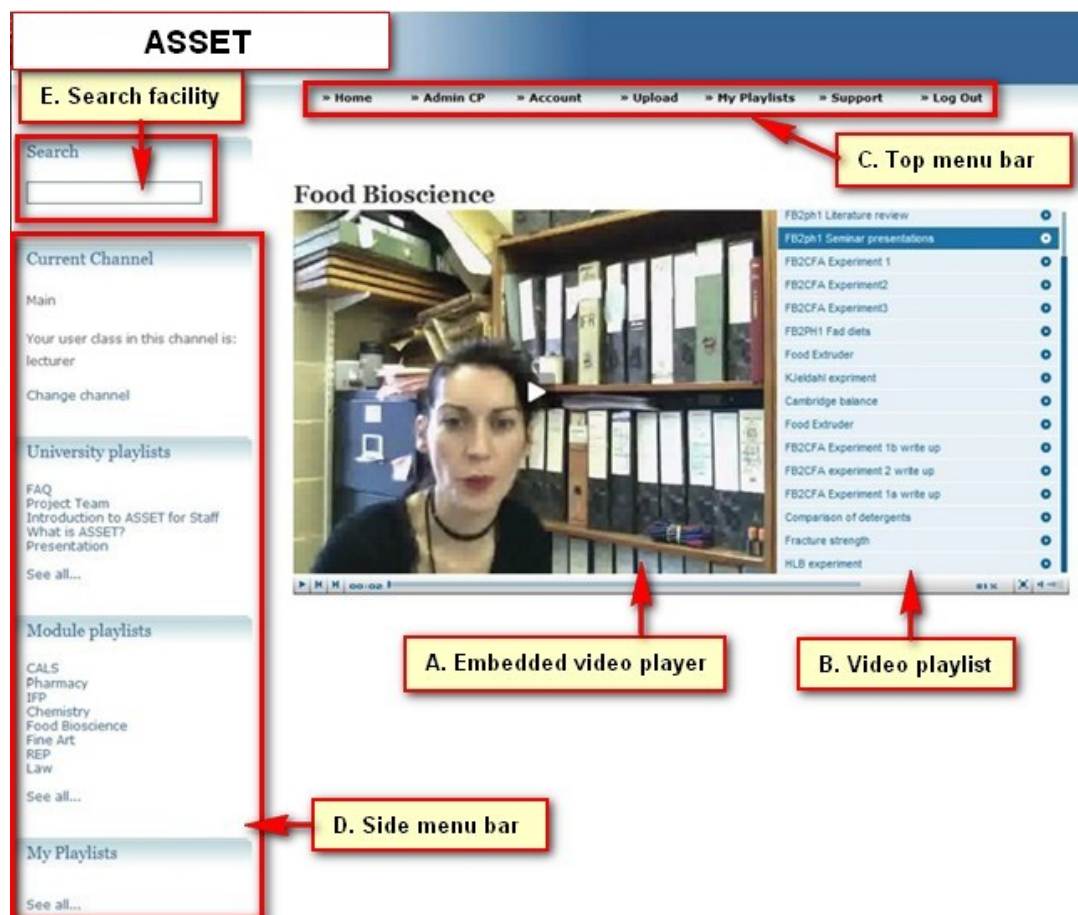 ASSET
E. Search facility
» Home » Admin CP » Account » Upload » My Playlists » Support » Log Out
C. Top menu bar
Search
Food Bioscience
FB2ph1 Literature review
FB2ph1 Seminar presentations
FB2CFA Experiment 1
FB2CFA Experiment2
FB2CFA Experiment3
FB2PH1 Fad diets
Food Extruder
KJeldahl expriment
Cambridge balance
Food Extruder
FB2CFA Experiment 1b write up
FB2CFA experiment 2 write up
FB2CFA Experiment 1a write up
Comparison of detergents
Fracture strength
HLB experiment
00:02
81%
A. Embedded video player
B. Video playlist
Current Channel
Main
Your user class in this channel is:
lecturer
Change channel
University playlists
FAQ
Project Team
Introduction to ASSET for Staff
What is ASSET?
Presentation
See all...
Module playlists
CALS
Pharmacy
IFP
Chemistry
Food Bioscience
Fine Art
REP
Law
See all...
D. Side menu bar
My Playlists
See all...